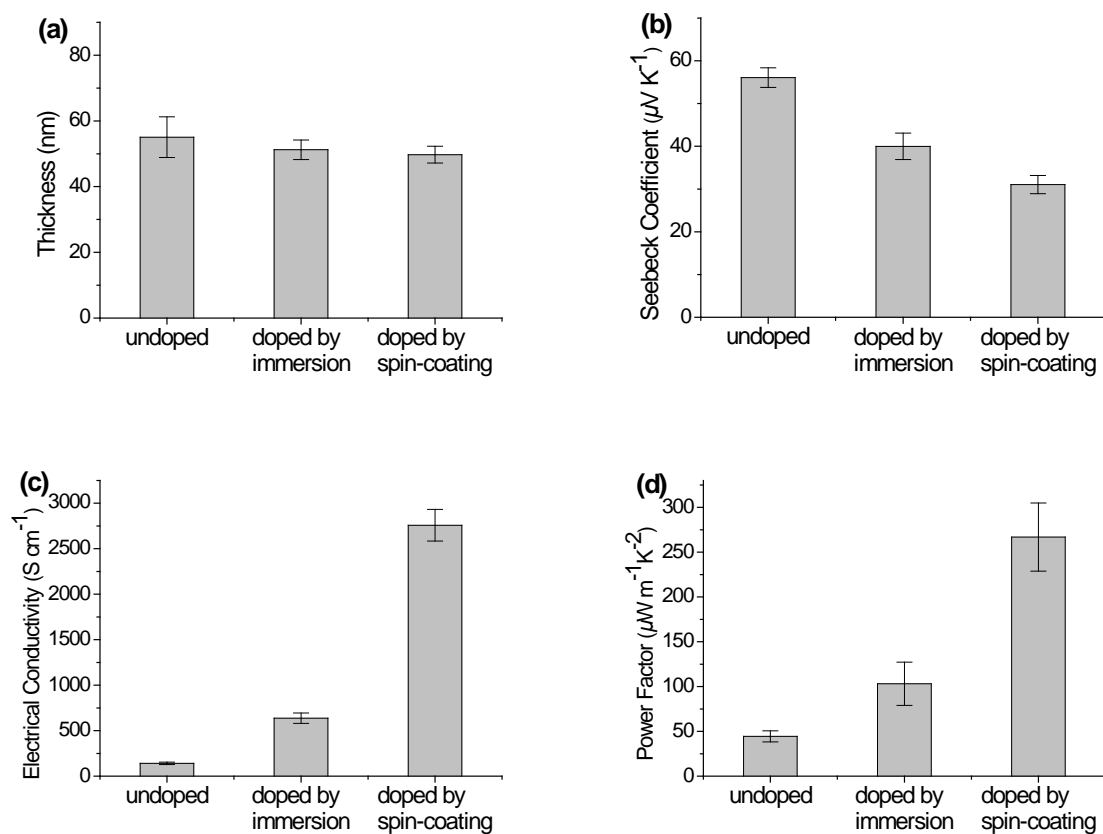 (a)
80
60
40
20
0
Thickness (nm)
undoped
doped by
immersion
doped by
spin-coating
(b)
60
40
20
0
Seebeck Coefficient (µV K⁻¹)
undoped
doped by
immersion
doped by
spin-coating
(c)
3000
2500
2000
1500
1000
500
0
Electrical Conductivity (S cm⁻¹)
undoped
doped by
immersion
doped by
spin-coating
(d)
300
250
200
150
100
50
0
Power Factor (µW m⁻¹K⁻²)
undoped
doped by
immersion
doped by
spin-coating